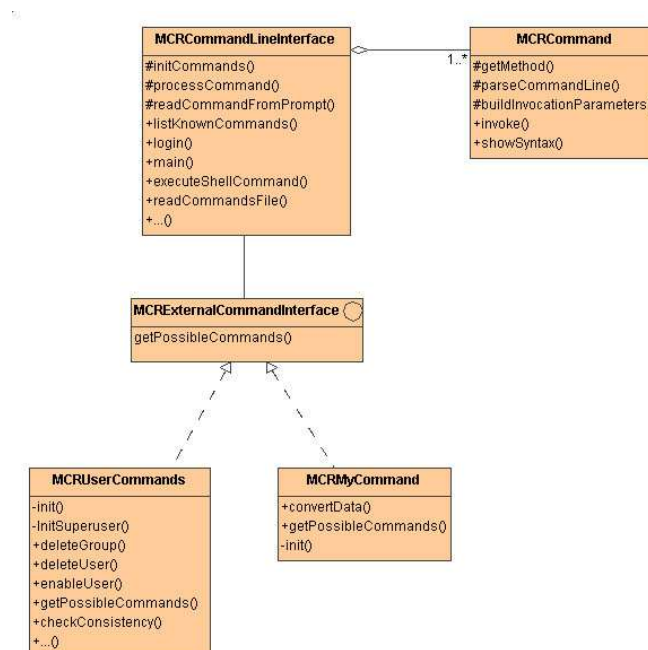 MCRCommandLineInterface
#initCommands()
#processCommand()
#readCommandFromPrompt()
+listKnownCommands()
+login()
+main()
+executeShellCommand()
+readCommandsFile()
+...()
1..*
MCRCommand
#getMethod()
#parseCommandLine()
#buildInvocationParameters
+invoke()
+showSyntax()
MCRExternalCommandInterface
getPossibleCommands()
MCRUserCommands
-init()
-InitSuperuser()
+deleteGroup()
+deleteUser()
+enableUser()
+getPossibleCommands()
+checkConsistency()
+...()
MCRMyCommand
+convertData()
+getPossibleCommands()
-init()